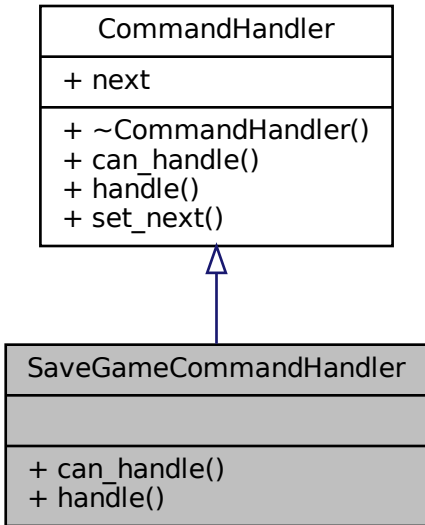 CommandHandler
+ next
+ ~CommandHandler()
+ can_handle()
+ handle()
+ set_next()
SaveGameCommandHandler
+ can_handle()
+ handle()